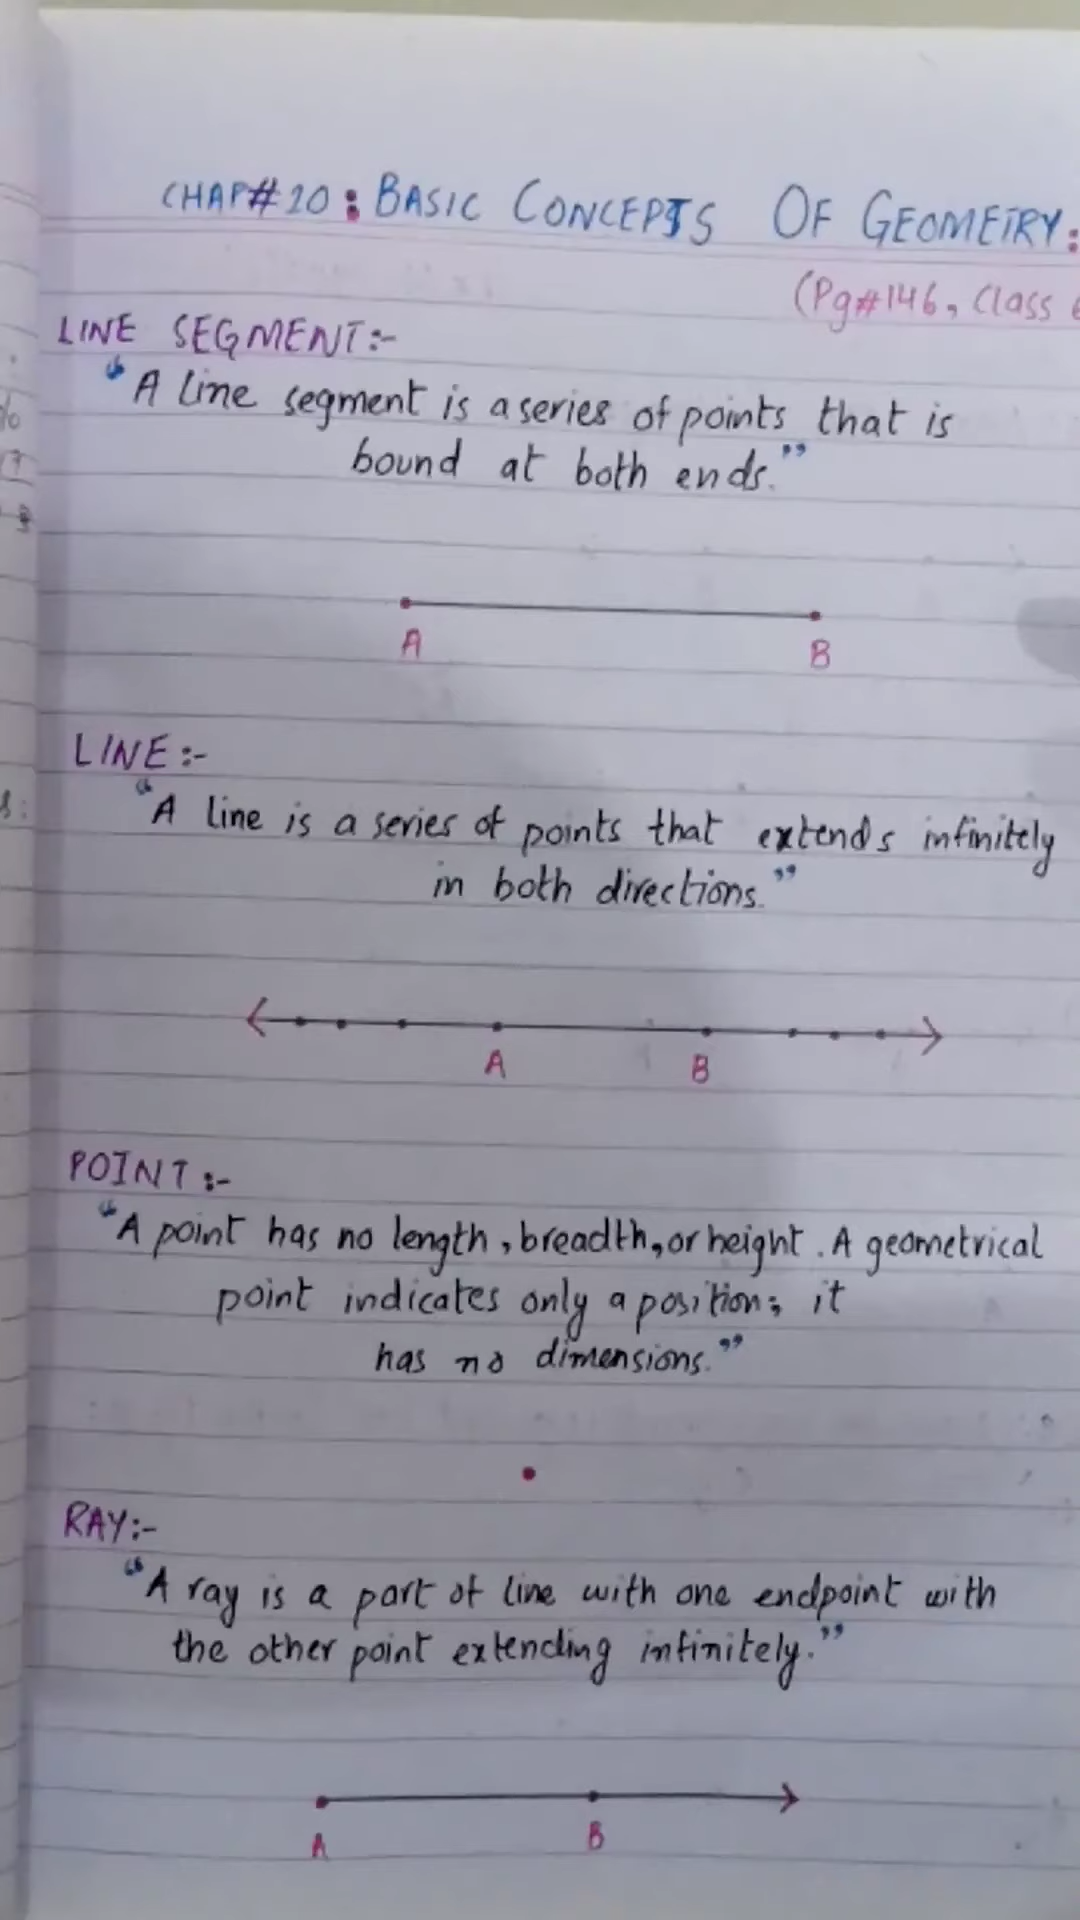 CHAP#20: BASIC CONCEPTS OF GEOMETRY:
(Pg#146, Class
LINE SEGMENT:-
"A line segment is a series of points that is
bound at both ends."
A B
LINE:-
"A line is a series of points that extends infinitely
in both directions."
A B
POINT:-
"A point has no length, breadth, or height. A geometrical
point indicates only a position; it
has no dimensions."
RAY:-
"A ray is a part of line with one endpoint with
the other point extending infinitely."
A B